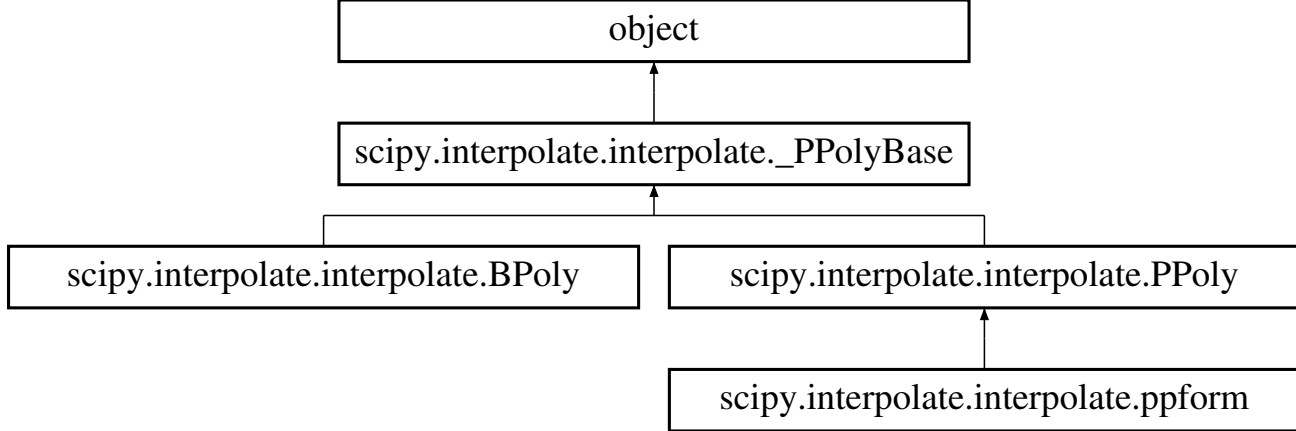 object
scipy.interpolate.interpolate._PPolyBase
scipy.interpolate.interpolate.BPoly
scipy.interpolate.interpolate.PPoly
scipy.interpolate.interpolate.ppform